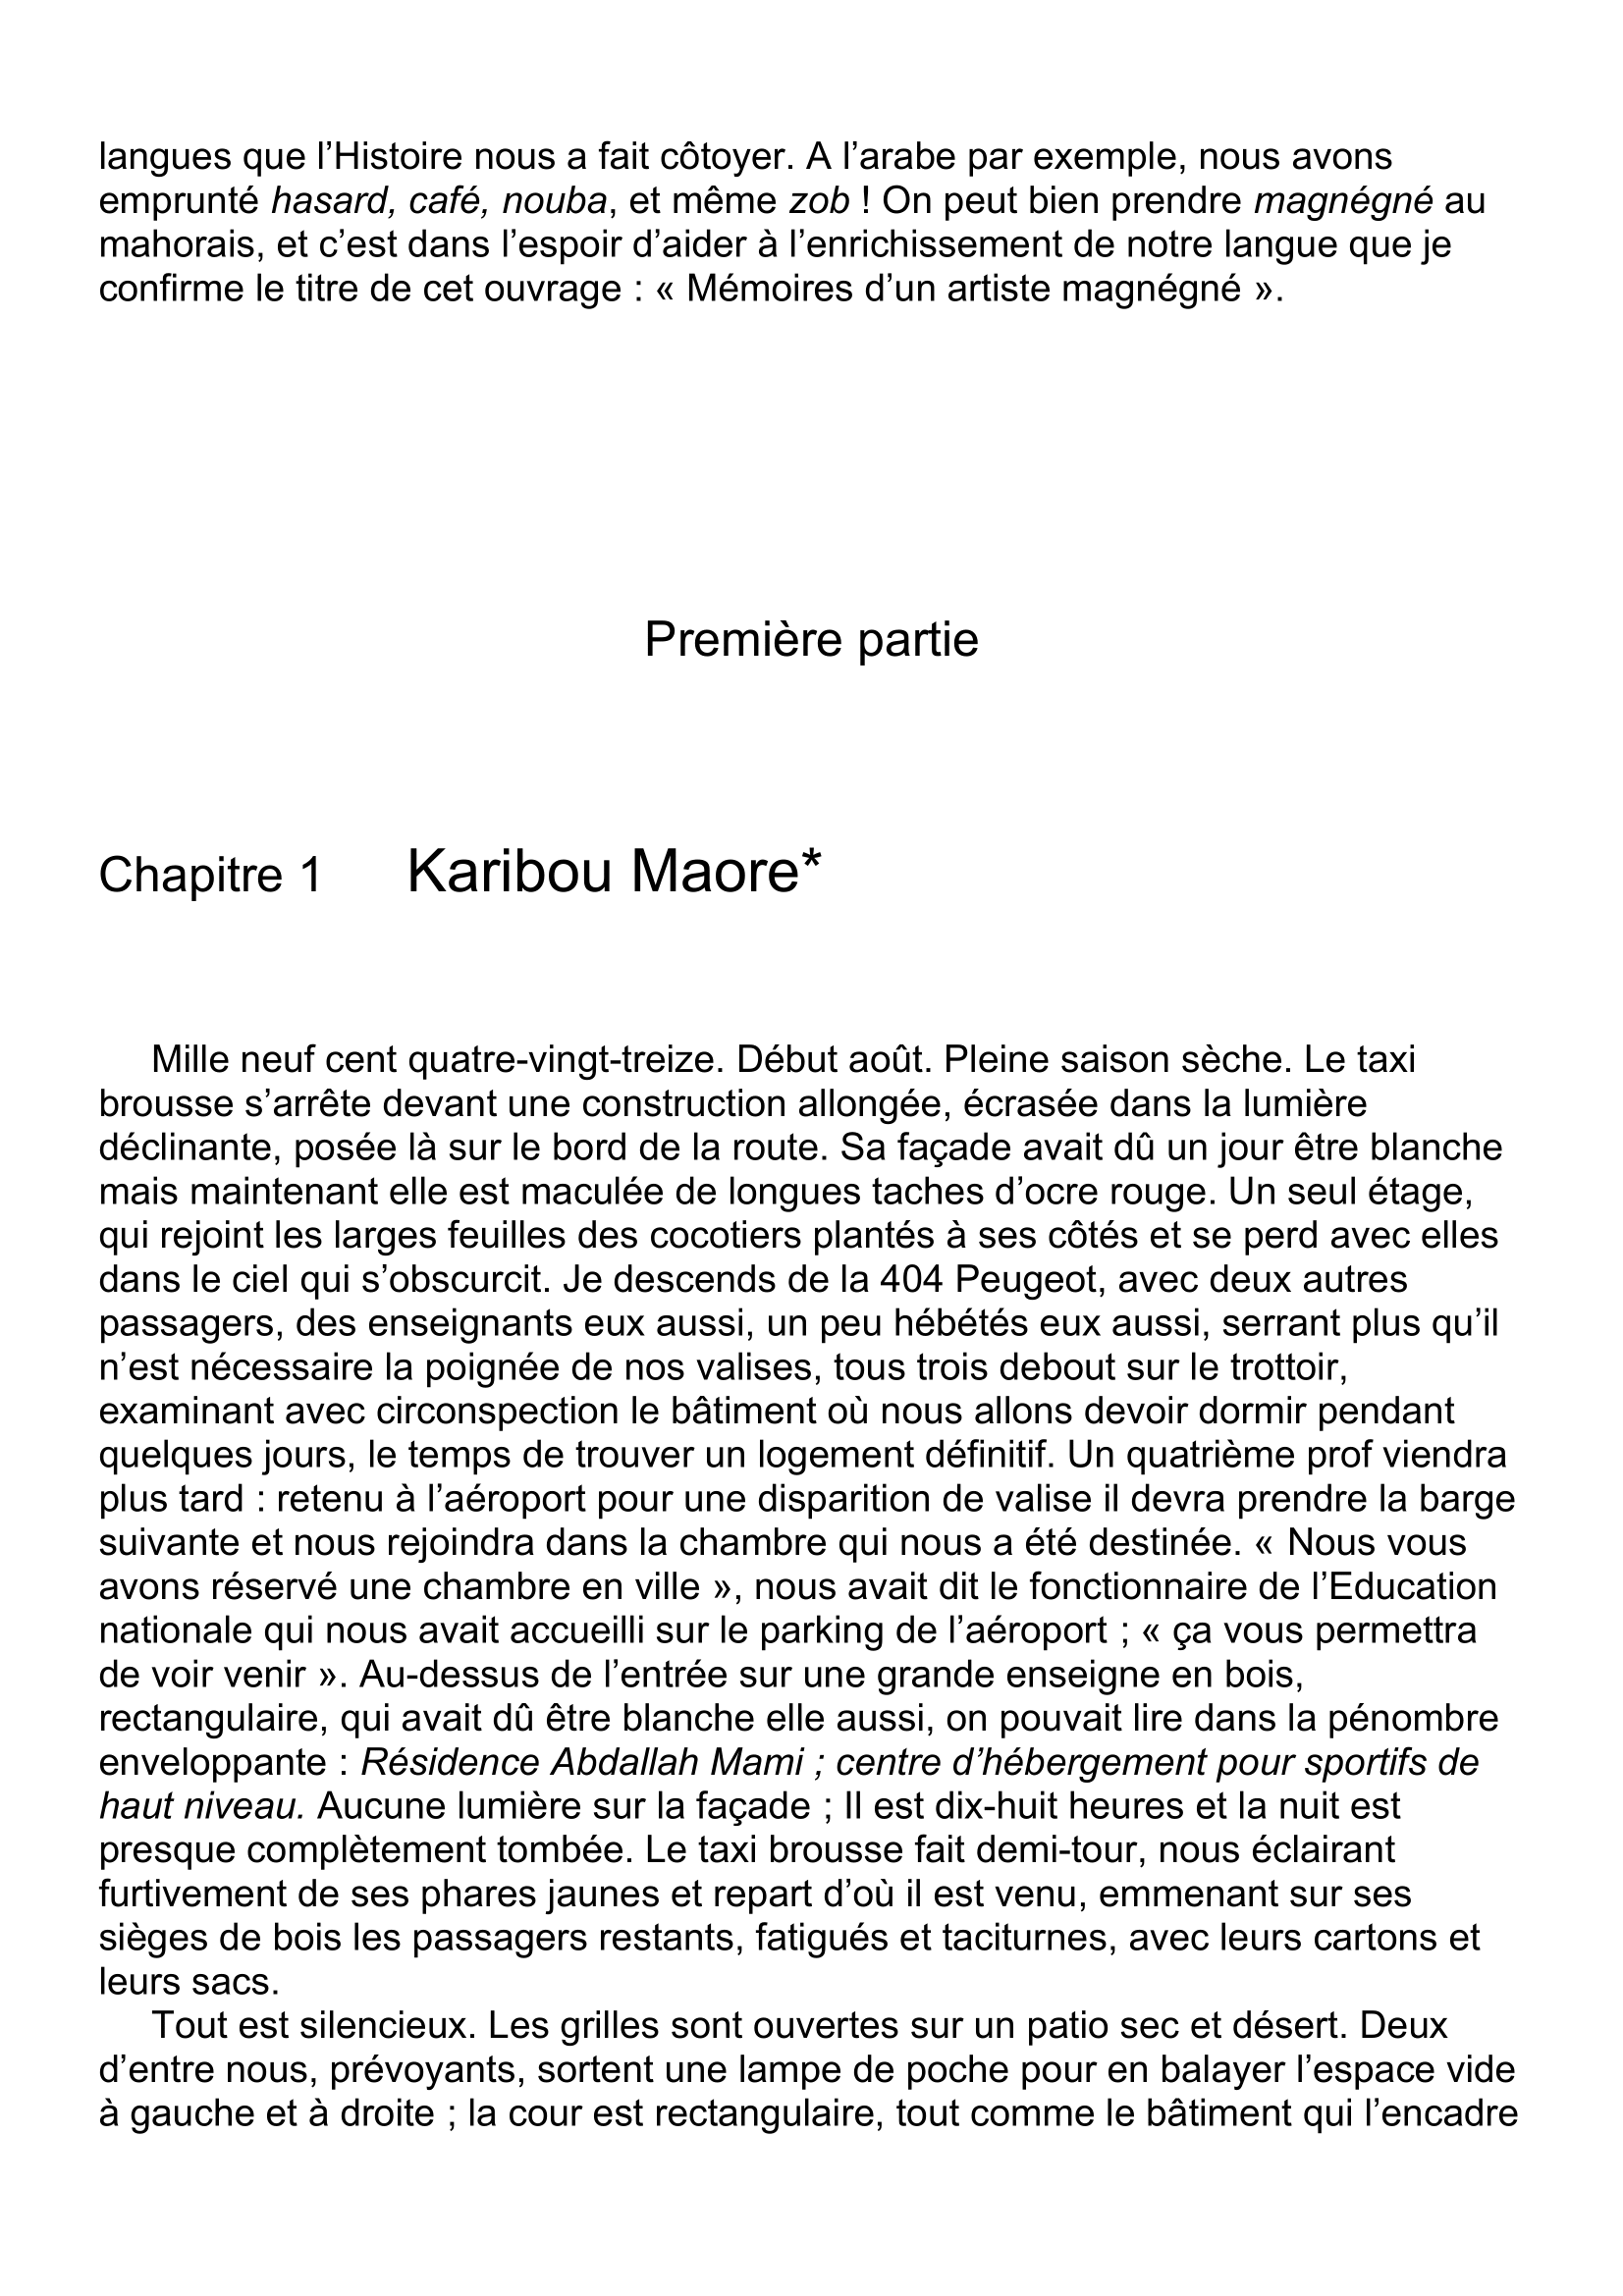 langues que l’Histoire nous a fait côtoyer. A l’arabe par exemple, nous avons
emprunté hasard, café, nouba, et même zob ! On peut bien prendre magnégné au
mahorais, et c’est dans l’espoir d’aider à l’enrichissement de notre langue que je
confirme le titre de cet ouvrage : « Mémoires d’un artiste magnégné ».
Première partie
Chapitre 1 Karibou Maore*
Mille neuf cent quatre-vingt-treize. Début août. Pleine saison sèche. Le taxi
brousse s’arrête devant une construction allongée, écrasée dans la lumière
déclinante, posée là sur le bord de la route. Sa façade avait dû un jour être blanche
mais maintenant elle est maculée de longues taches d’ocre rouge. Un seul étage,
qui rejoint les larges feuilles des cocotiers plantés à ses côtés et se perd avec elles
dans le ciel qui s’obscurcit. Je descends de la 404 Peugeot, avec deux autres
passagers, des enseignants eux aussi, un peu hébétés eux aussi, serrant plus qu’il
n’est nécessaire la poignée de nos valises, tous trois debout sur le trottoir,
examinant avec circonspection le bâtiment où nous allons devoir dormir pendant
quelques jours, le temps de trouver un logement définitif. Un quatrième prof viendra
plus tard : retenu à l’aéroport pour une disparition de valise il devra prendre la barge
suivante et nous rejoindra dans la chambre qui nous a été destinée. « Nous vous
avons réservé une chambre en ville », nous avait dit le fonctionnaire de l’Education
nationale qui nous avait accueilli sur le parking de l’aéroport ; « ça vous permettra
de voir venir ». Au-dessus de l’entrée sur une grande enseigne en bois,
rectangulaire, qui avait dû être blanche elle aussi, on pouvait lire dans la pénombre
enveloppante : Résidence Abdallah Mami ; centre d’hébergement pour sportifs de
haut niveau. Aucune lumière sur la façade ; Il est dix-huit heures et la nuit est
presque complètement tombée. Le taxi brousse fait demi-tour, nous éclairant
furtivement de ses phares jaunes et repart d’où il est venu, emmenant sur ses
sièges de bois les passagers restants, fatigués et taciturnes, avec leurs cartons et
leurs sacs.
Tout est silencieux. Les grilles sont ouvertes sur un patio sec et désert. Deux
d’entre nous, prévoyants, sortent une lampe de poche pour en balayer l’espace vide
à gauche et à droite ; la cour est rectangulaire, tout comme le bâtiment qui l’encadre